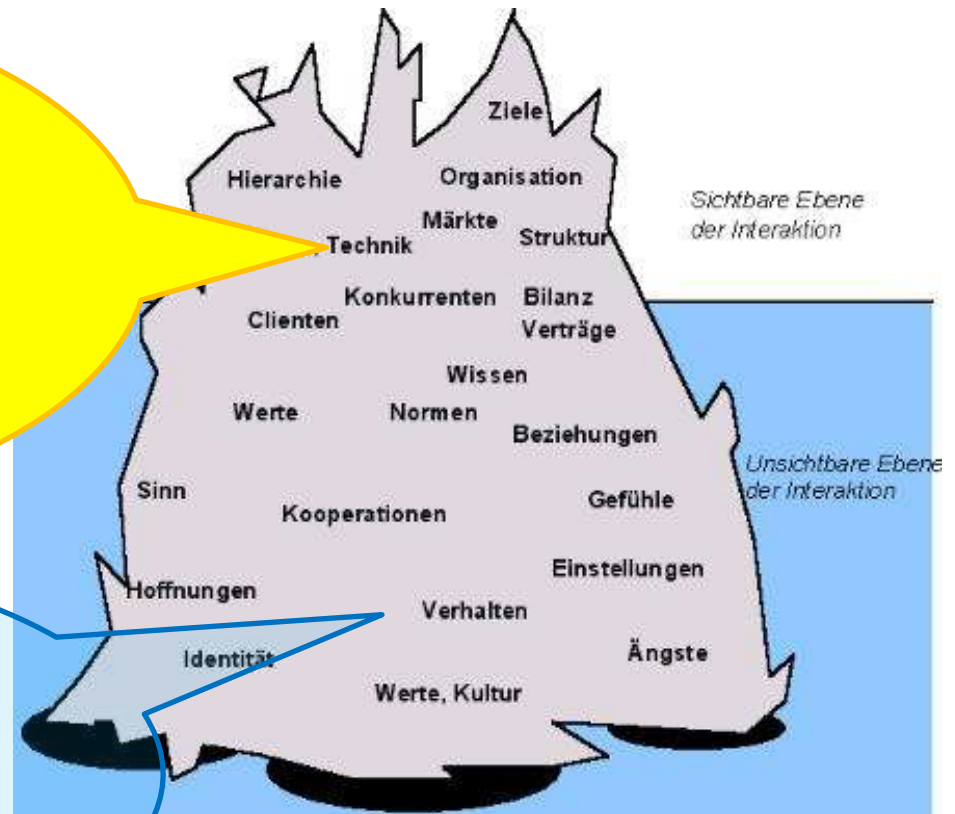 Ziele
Hierarchie
Organisation
Sichtbare Ebene
der Interaktion
Märkte
Struktur
, Technik
Konkurrenten
Bilanz
Clienten
Verträge
Wissen
Werte
Normen
Beziehungen
Unsichtbare Ebene
der Interaktion
Sinn
Gefühle
Kooperationen
Einstellungen
Hoffnungen
Verhalten
Identität
Ängste
Werte, Kultur